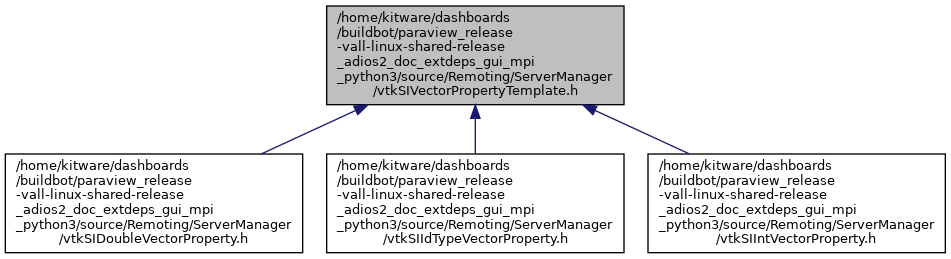 /home/kitware/dashboards
/buildbot/paraview_release
-vall-linux-shared-release
_adios2_doc_extdeps_gui_mpi
_python3/source/Remoting/ServerManager
/vtkSIVectorPropertyTemplate.h
/home/kitware/dashboards
/buildbot/paraview_release
-vall-linux-shared-release
_adios2_doc_extdeps_gui_mpi
_python3/source/Remoting/ServerManager
/vtkSIDoubleVectorProperty.h
/home/kitware/dashboards
/buildbot/paraview_release
-vall-linux-shared-release
_adios2_doc_extdeps_gui_mpi
_python3/source/Remoting/ServerManager
/vtkSIIdTypeVectorProperty.h
/home/kitware/dashboards
/buildbot/paraview_release
-vall-linux-shared-release
_adios2_doc_extdeps_gui_mpi
_python3/source/Remoting/ServerManager
/vtkSIIntVectorProperty.h